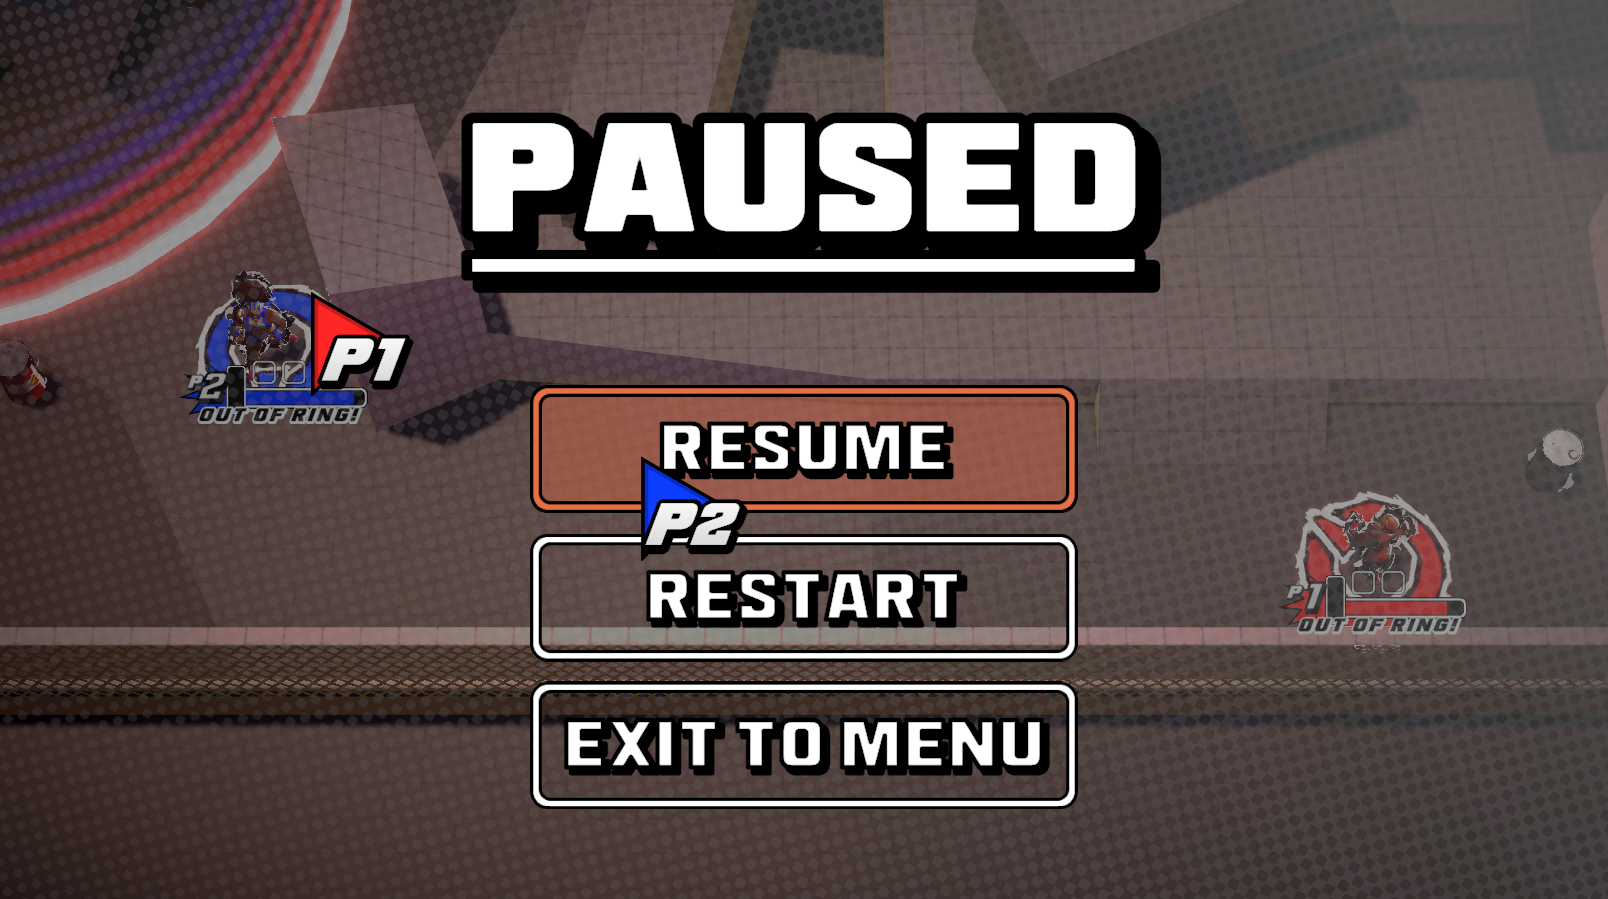 PAUSED
P1
P2
OUT OF RING!
RESUME
P2
RESTART
P1
OUT OF RING!
EXIT TO MENU